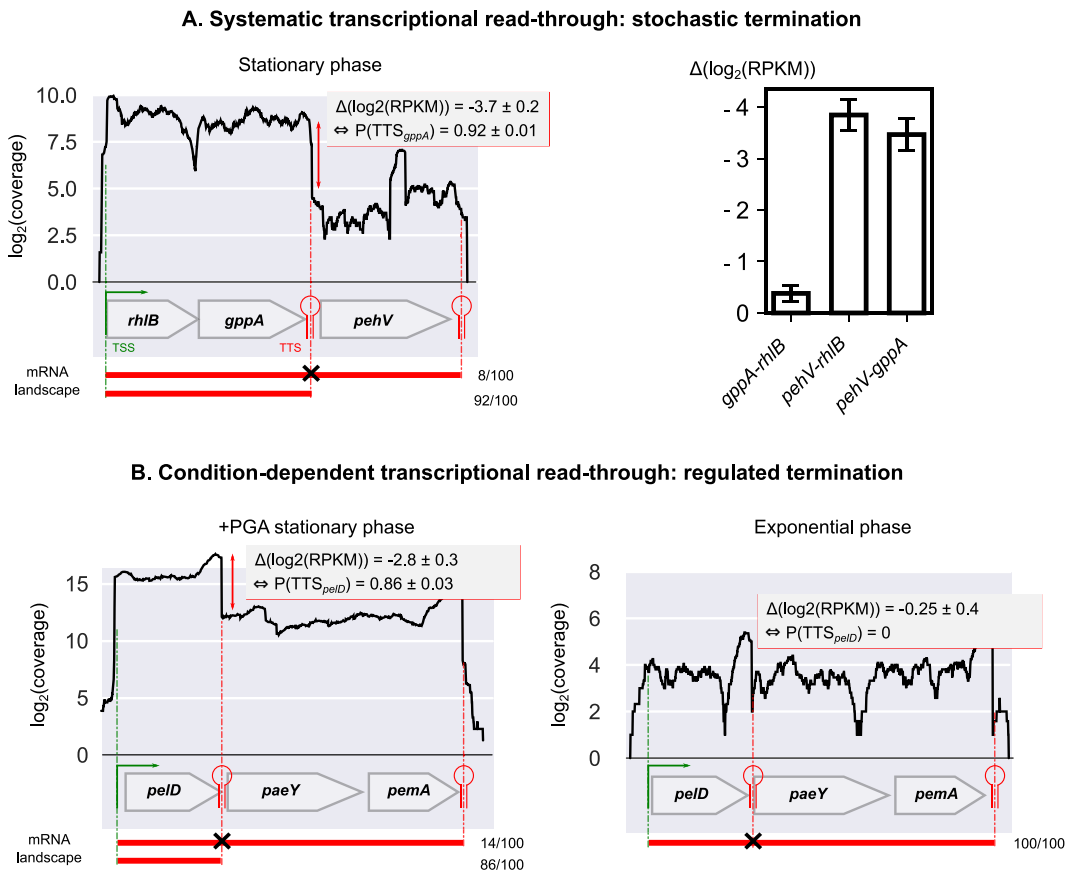 A. Systematic transcriptional read-through: stochastic termination
Stationary phase
log₂(coverage)
10.0
7.5
5.0
2.5
0.0
Δ(log2(RPKM) = -3.7 ± 0.2
⇔ P(TTSgppA) = 0.92 ± 0.01
rhlB
gppA
pehV
TSS
TTS
mRNA
landscape
8/100
92/100
Δ(log₂(RPKM))
- 4
- 3
- 2
- 1
0
gppA-rhlB
pehV-rhlB
pehV-gppA
B. Condition-dependent transcriptional read-through: regulated termination
+PGA stationary phase
log₂(coverage)
15
10
5
0
Δ(log2(RPKM)) = -2.8 ± 0.3
⇔ P(TTSpelD) = 0.86 ± 0.03
pelD
paeY
pemA
mRNA
landscape
14/100
86/100
Exponential phase
log₂(coverage)
8
6
4
2
0
Δ(log2(RPKM)) = -0.25 ± 0.4
⇔ P(TTSpelD) = 0
pelD
paeY
pemA
100/100